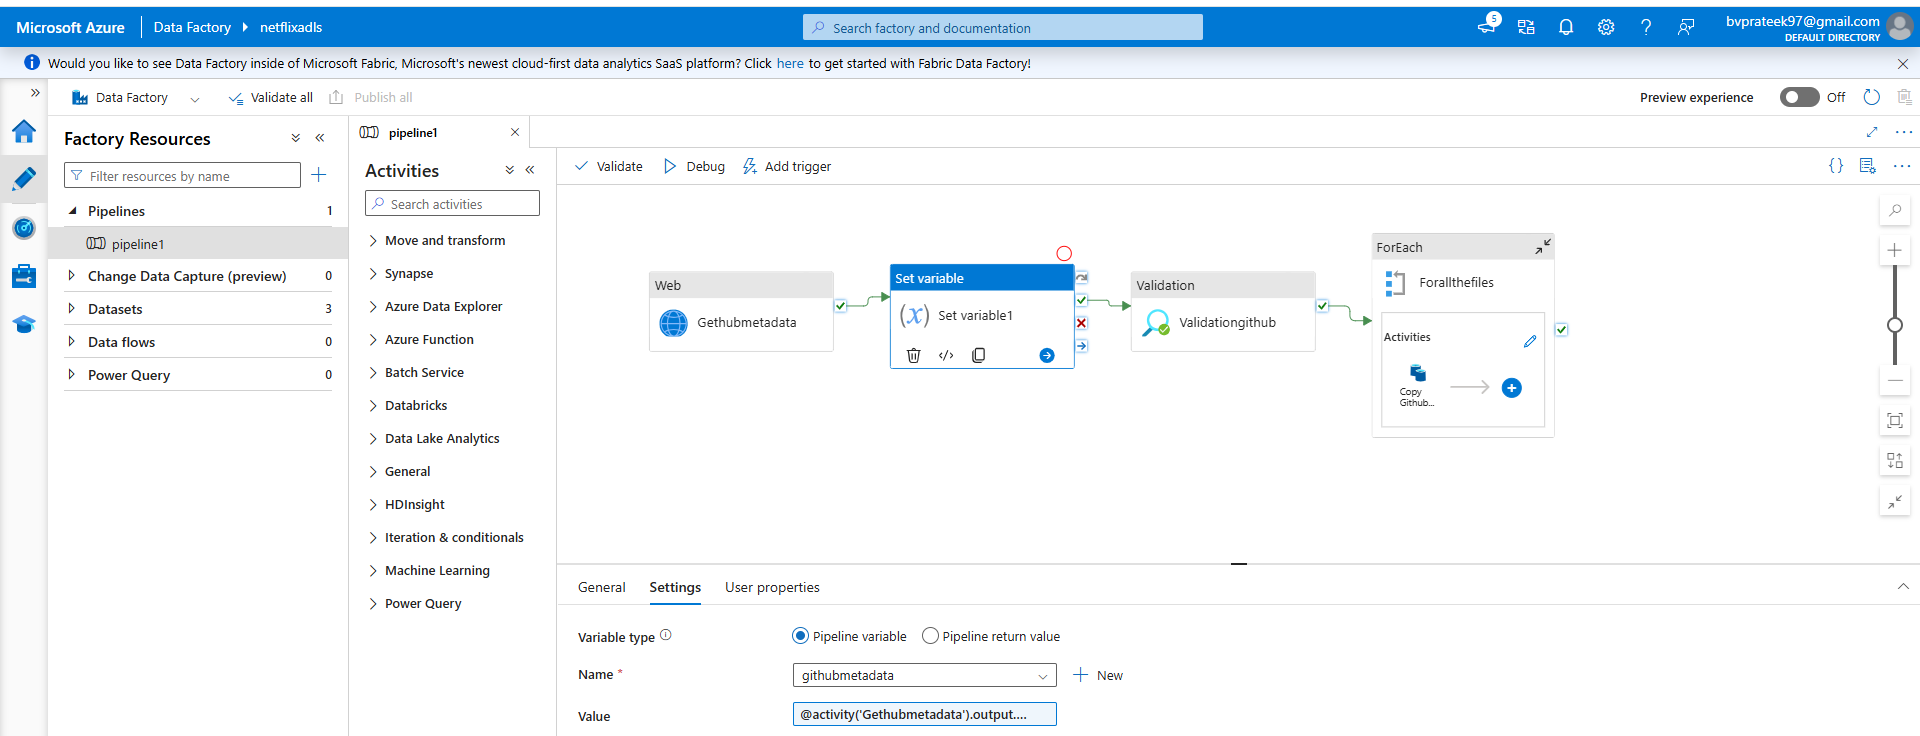 Microsoft Azure
Data Factory
netflixadls
Search factory and documentation
5
bvprateek97@gmail.com
DEFAULT DIRECTORY
Would you like to see Data Factory inside of Microsoft Fabric, Microsoft's newest cloud-first data analytics SaaS platform? Click here to get started with Fabric Data Factory!
Data Factory
Validate all
Publish all
Preview experience
Off
Factory Resources
Filter resources by name
Pipelines 1
pipeline1
Change Data Capture (preview) 0
Datasets 3
Data flows 0
Power Query 0
pipeline1
Activities
Search activities
Move and transform
Synapse
Azure Data Explorer
Azure Function
Batch Service
Databricks
Data Lake Analytics
General
HDInsight
Iteration & conditionals
Machine Learning
Power Query
Validate
Debug
Add trigger
Web
Gethubmetadata
Set variable
(x) Set variable1
Validation
Validationgithub
ForEach
Forallthefiles
Activities
Copy
Github...
General
Settings
User properties
Variable type
Pipeline variable
Pipeline return value
Name *
githubmetadata
New
Value
@activity('Gethubmetadata').output....